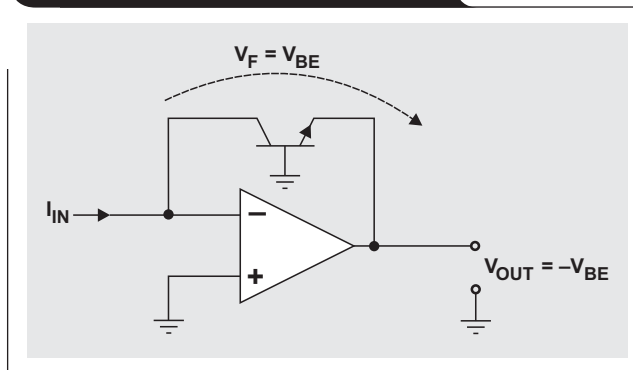 V_F = V_BE
I_IN
−
+
V_OUT = −V_BE